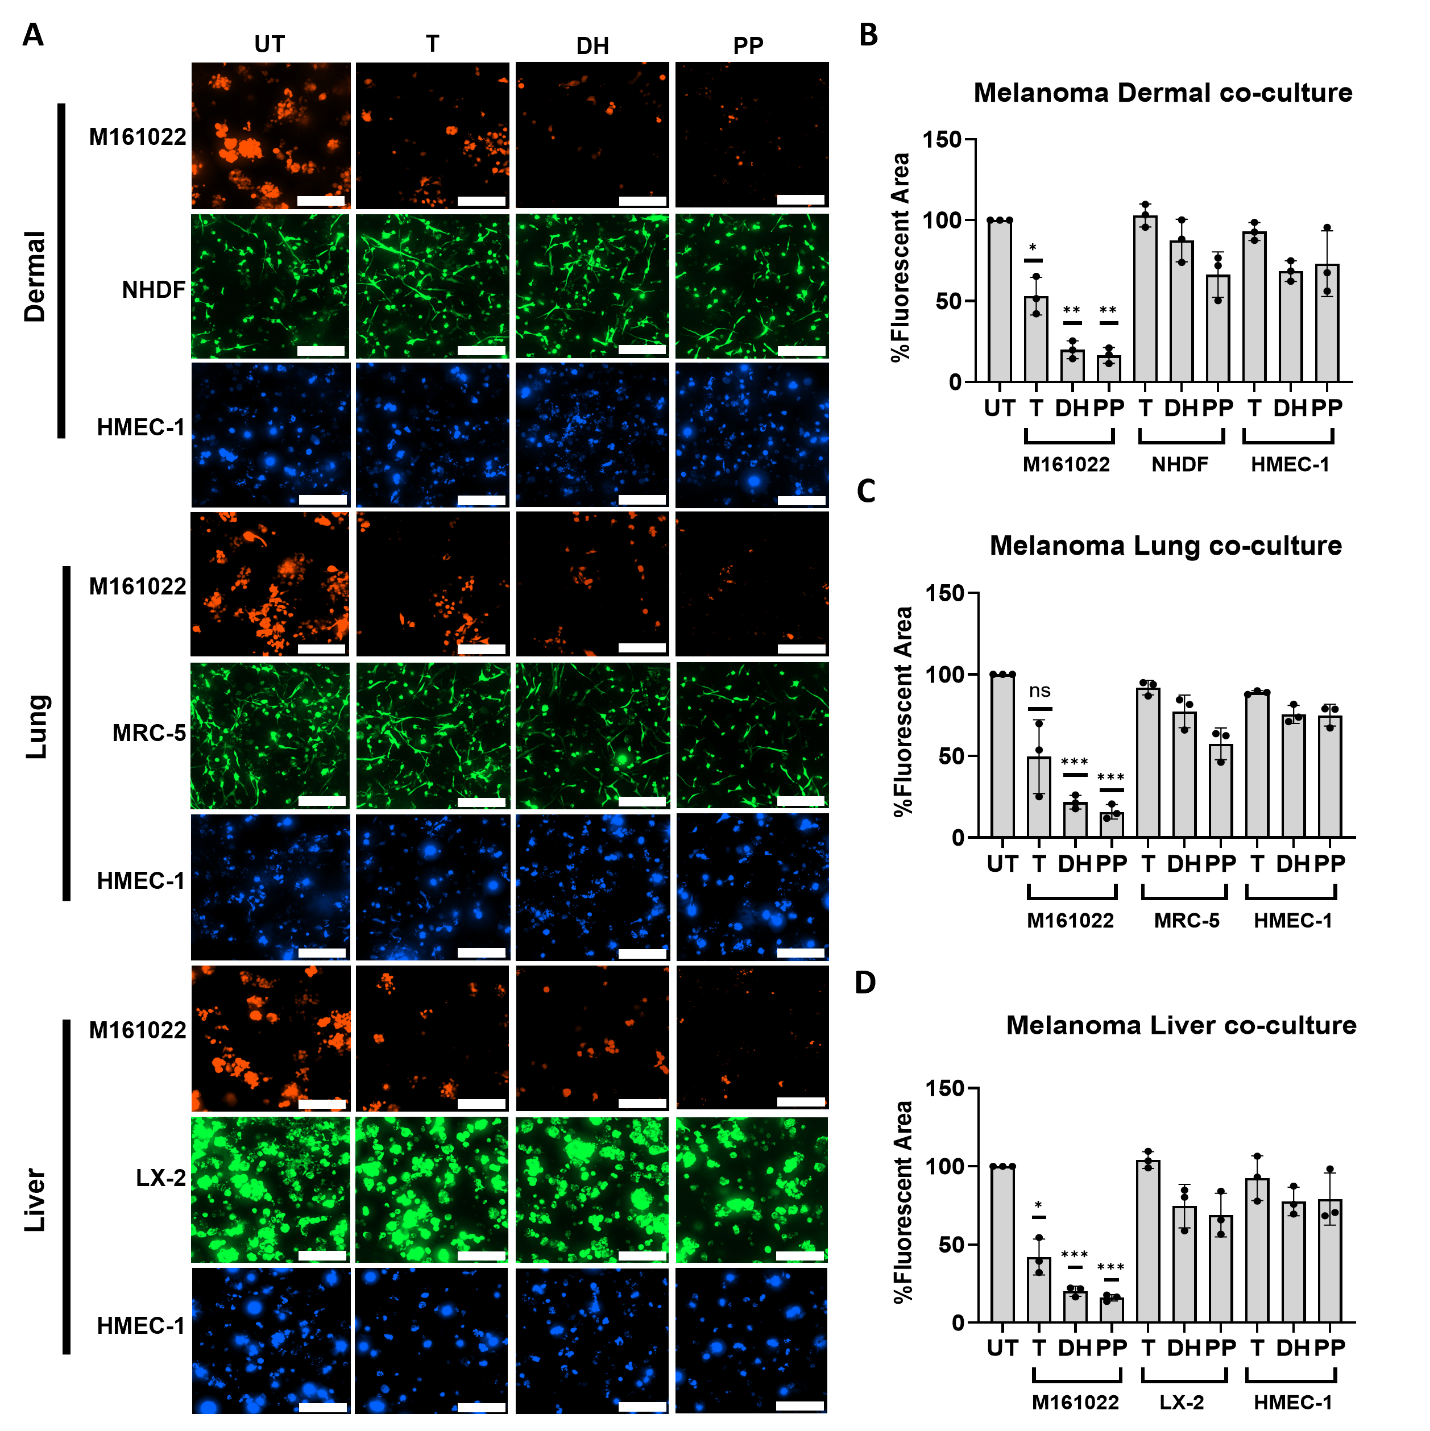 A
UT T DH PP
Dermal
M161022
NHDF
HMEC-1
Lung
M161022
MRC-5
HMEC-1
Liver
M161022
LX-2
HMEC-1
B
Melanoma Dermal co-culture
%Fluorescent Area
150
100
50
0
* ** **
UT T DH PP T DH PP T DH PP
M161022 NHDF HMEC-1
C
Melanoma Lung co-culture
%Fluorescent Area
150
100
50
0
ns *** ***
UT T DH PP T DH PP T DH PP
M161022 MRC-5 HMEC-1
D
Melanoma Liver co-culture
%Fluorescent Area
150
100
50
0
* *** ***
UT T DH PP T DH PP T DH PP
M161022 LX-2 HMEC-1